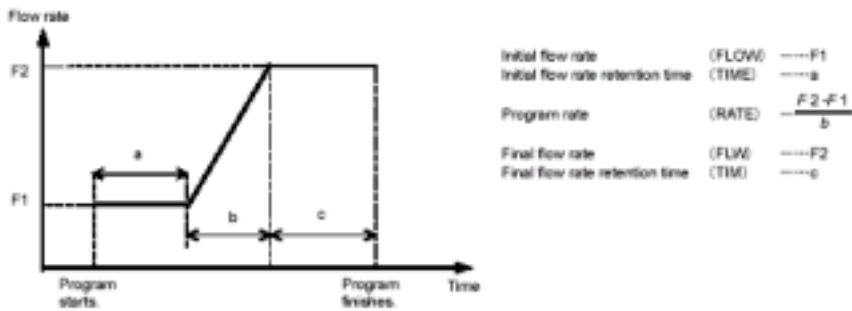 Flow rate
F2
a
F1
b
c
Program
starts.
Program
finishes.
Time
Initial flow rate (FLOW) -----F1
Initial flow rate retention time (TIME) -----a
Program rate (RATE) F2-F1
b
Final flow rate (FLW) -----F2
Final flow rate retention time (TIM) -----c